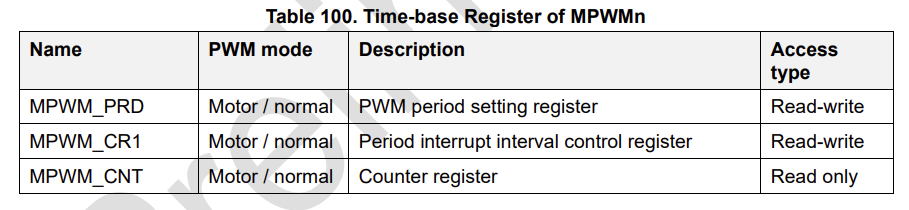 Table 100. Time-base Register of MPWMn
Name PWM mode Description Access
type
MPWM_PRD Motor / normal PWM period setting register Read-write
MPWM_CR1 Motor / normal Period interrupt interval control register Read-write
MPWM_CNT Motor / normal Counter register Read only